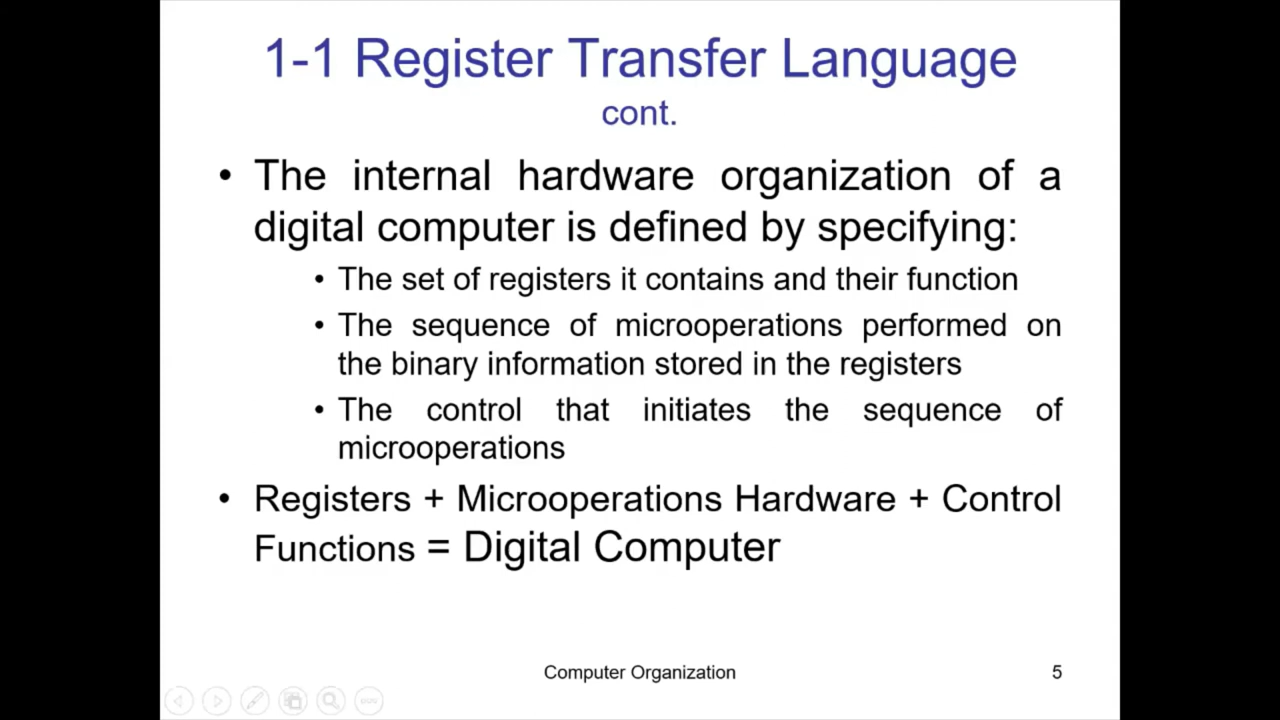 1-1 Register Transfer Language
cont.
• The internal hardware organization of a
digital computer is defined by specifying:
• The set of registers it contains and their function
• The sequence of microoperations performed on
the binary information stored in the registers
• The control that initiates the sequence of
microoperations
• Registers + Microoperations Hardware + Control
Functions = Digital Computer
Computer Organization
5